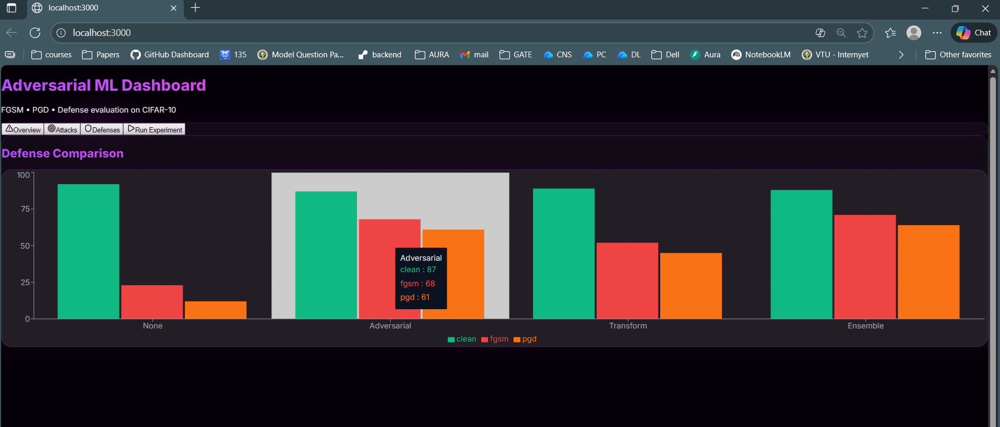 localhost:3000
localhost:3000
Chat
courses Papers GitHub Dashboard 135 Model Question Pa... backend AURA mail GATE CNS PC DL Dell Aura NotebookLM VTU - Internyet Other favorites
Adversarial ML Dashboard
FGSM • PGD • Defense evaluation on CIFAR-10
Overview Attacks Defenses Run Experiment
Defense Comparison
100
75
50
25
0
Adversarial
clean : 87
fgsm : 68
pgd : 61
None Adversarial Transform Ensemble
clean fgsm pgd